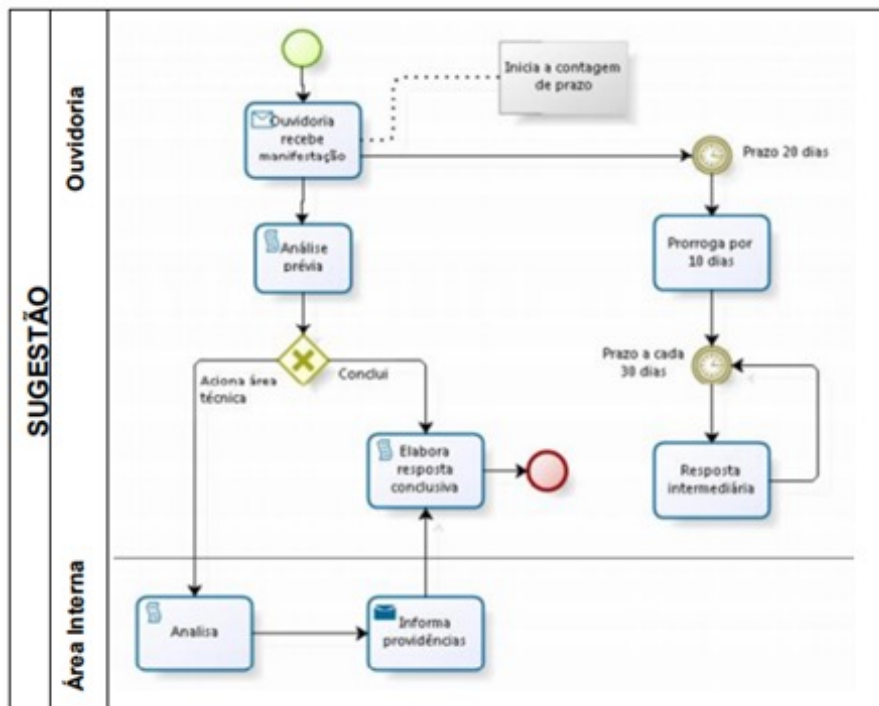 SUGESTÃO
Ouvidoria
Inicia a contagem
de prazo
Ouvidoria
recebe
manifestação
Prazo 20 dias
Análise
prévia
Prorroga por
10 dias
Prazo a cada
30 dias
Aciona área
técnica
Conclui
Elabora
resposta
conclusiva
Resposta
intermediária
Área Interna
Analisa
Informa
providências